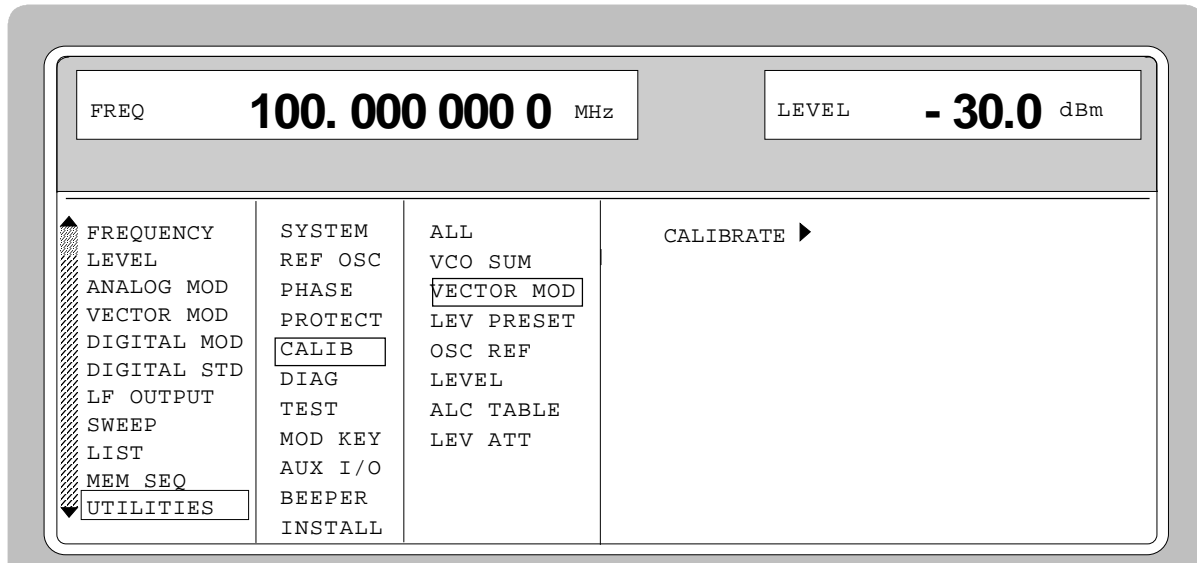 FREQ 100. 000 000 0 MHz
LEVEL - 30.0 dBm
FREQUENCY
LEVEL
ANALOG MOD
VECTOR MOD
DIGITAL MOD
DIGITAL STD
LF OUTPUT
SWEEP
LIST
MEM SEQ
UTILITIES
SYSTEM
REF OSC
PHASE
PROTECT
CALIB
DIAG
TEST
MOD KEY
AUX I/O
BEEPER
INSTALL
ALL
VCO SUM
VECTOR MOD
LEV PRESET
OSC REF
LEVEL
ALC TABLE
LEV ATT
CALIBRATE